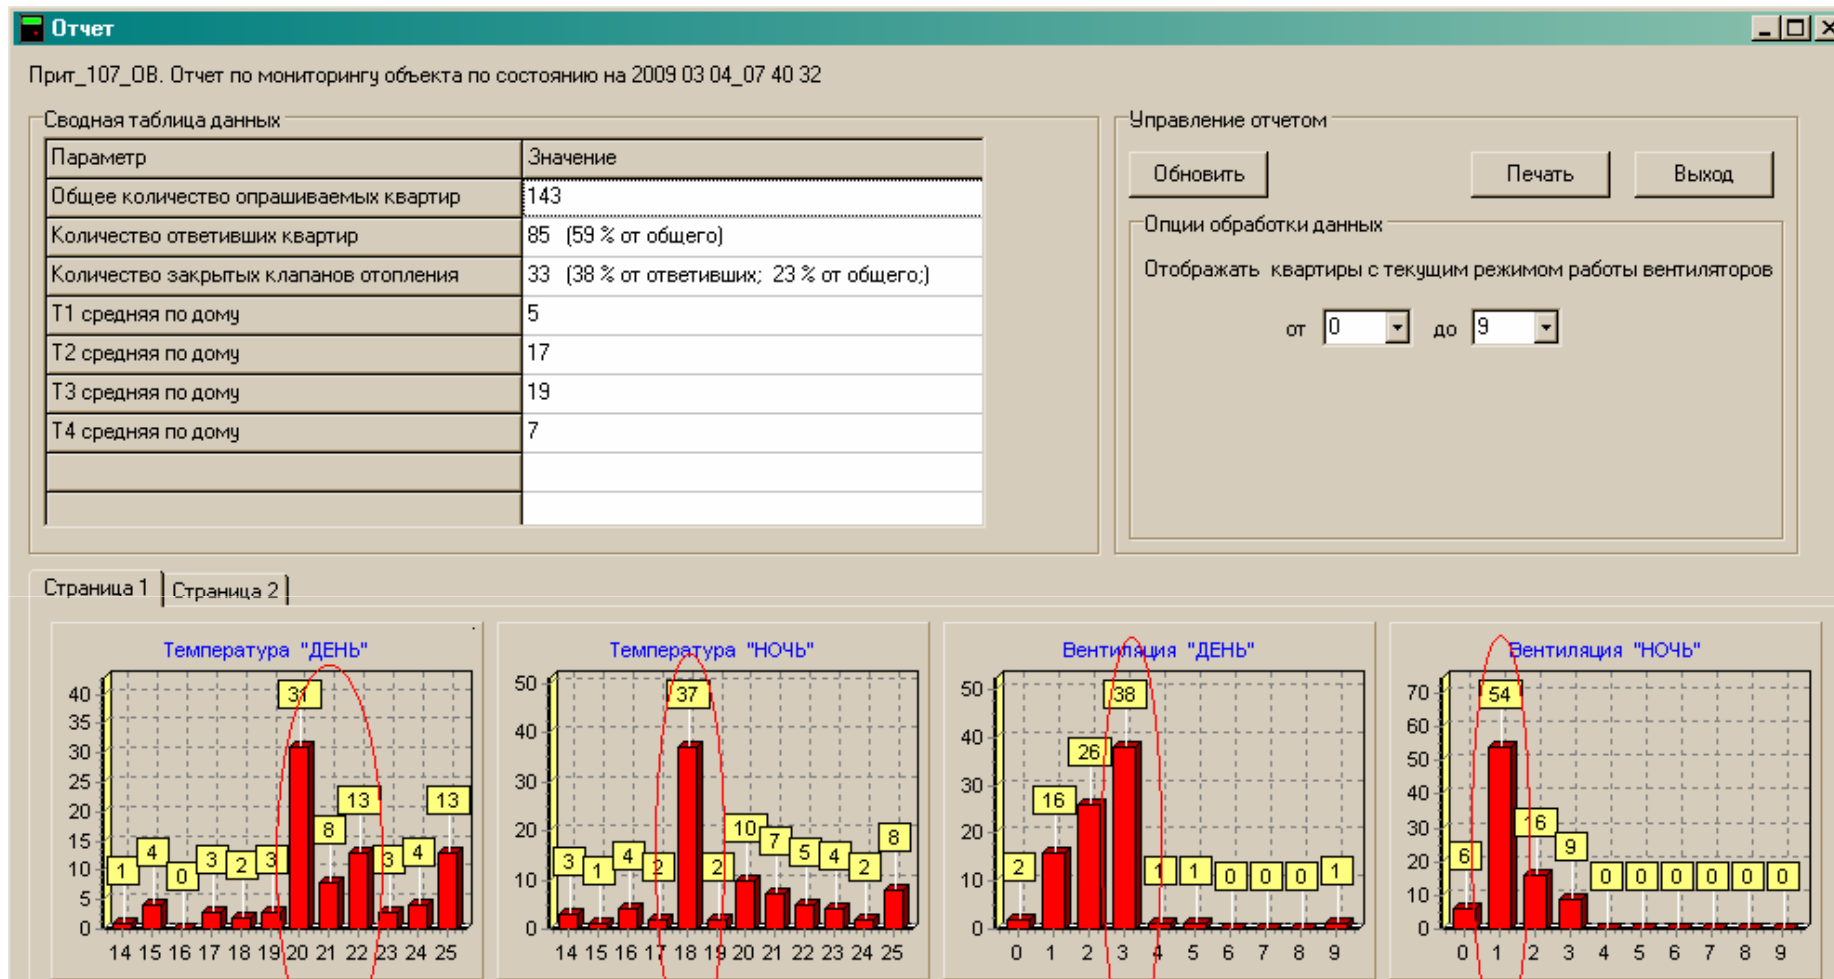 Отчет
Прит_107_ОВ. Отчет по мониторингу объекта по состоянию на 2009 03 04_07 40 32
Сводная таблица данных
Параметр Значение
Общее количество опрашиваемых квартир 143
Количество ответивших квартир 85 (59 % от общего)
Количество закрытых клапанов отопления 33 (38 % от ответивших; 23 % от общего;)
Т1 средняя по дому 5
Т2 средняя по дому 17
Т3 средняя по дому 19
Т4 средняя по дому 7
Управление отчетом
Обновить Печать Выход
Опции обработки данных
Отображать квартиры с текущим режимом работы вентиляторов
от 0 до 9
Страница 1 Страница 2
Температура "ДЕНЬ"
40
35
30
25
20
15
10
5
0
1 4 0 3 2 3 31 8 13 3 4 13
14 15 16 17 18 19 20 21 22 23 24 25
Температура "НОЧЬ"
50
40
30
20
10
0
3 1 4 2 37 2 10 7 5 4 2 8
14 15 16 17 18 19 20 21 22 23 24 25
Вентиляция "ДЕНЬ"
50
40
30
20
10
0
2 16 26 38 1 1 0 0 0 1
0 1 2 3 4 5 6 7 8 9
Вентиляция "НОЧЬ"
70
60
50
40
30
20
10
0
6 54 16 9 0 0 0 0 0 0
0 1 2 3 4 5 6 7 8 9